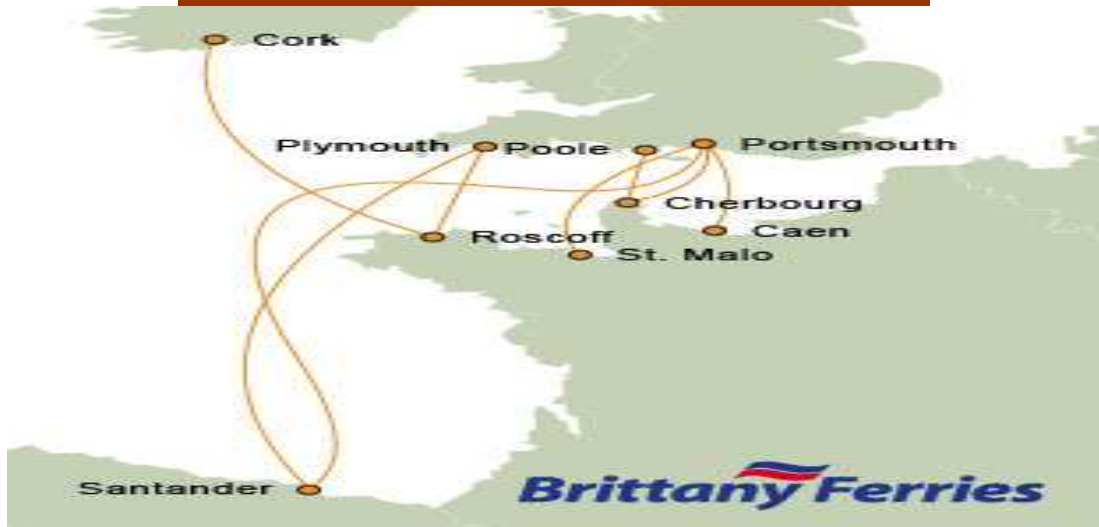 Cork
Plymouth
Poole
Portsmouth
Cherbourg
Roscoff
Caen
St. Malo
Santander
Brittany Ferries